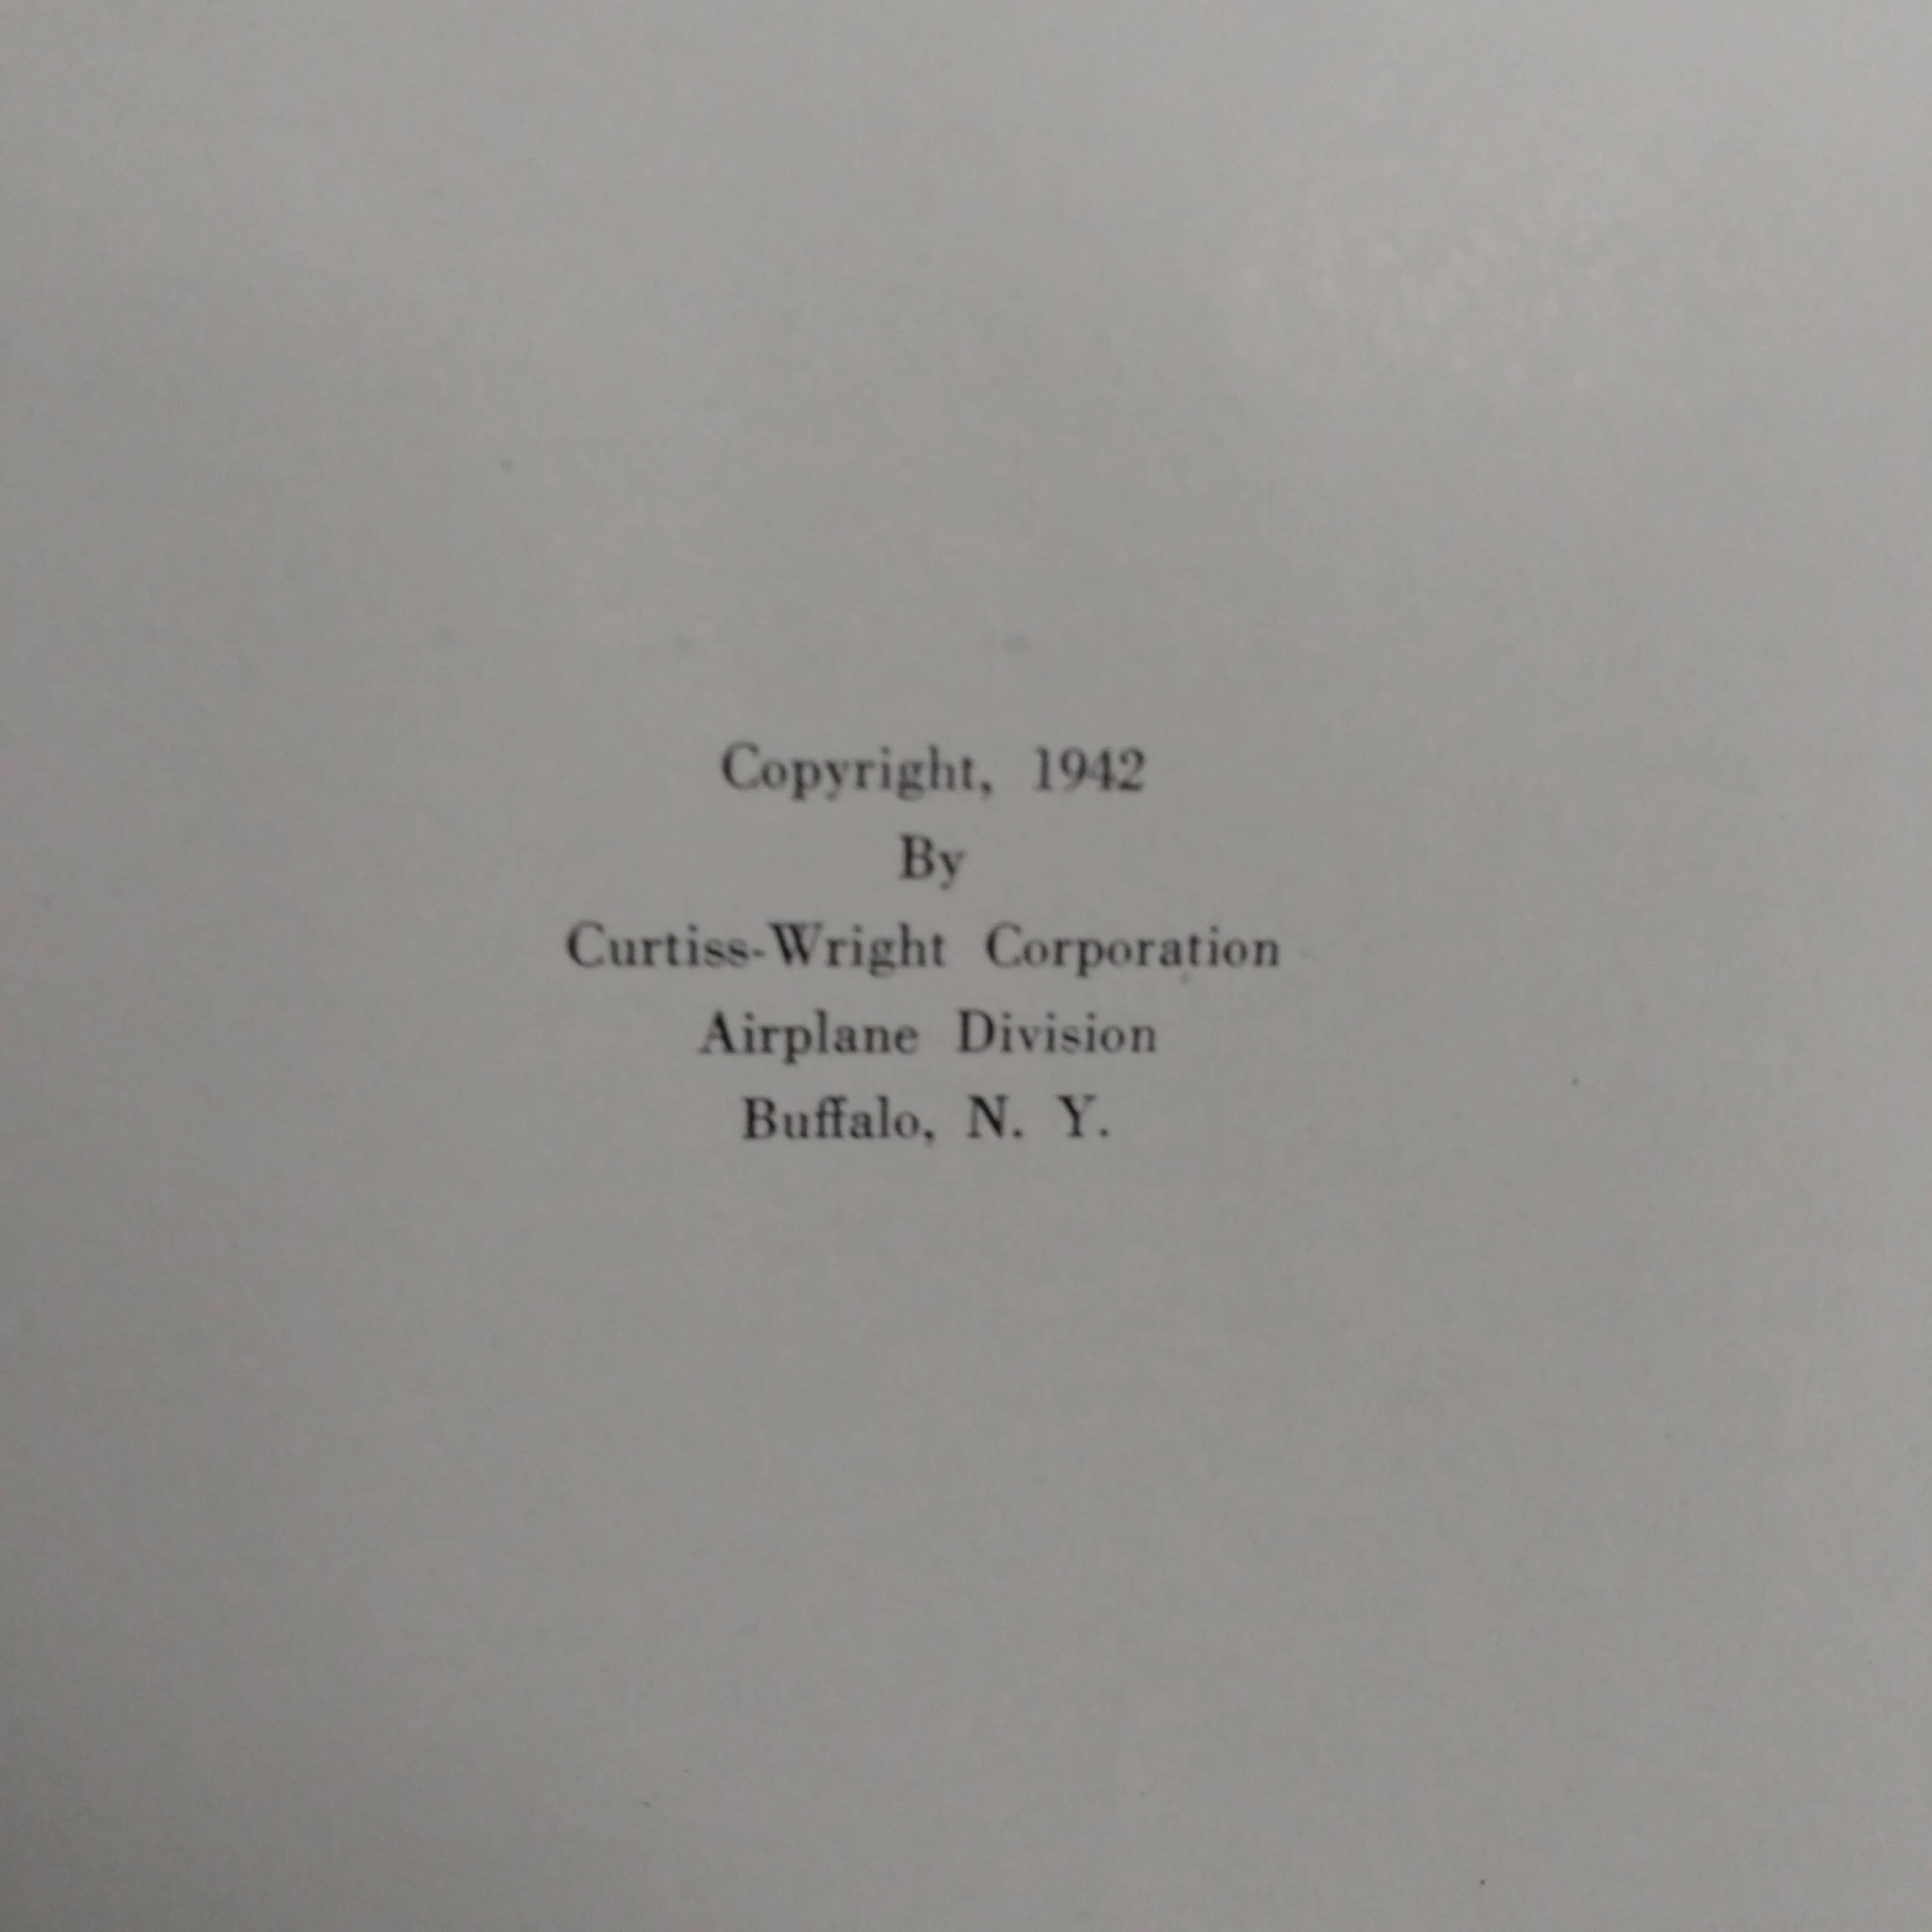 Copyright, 1942
By
Curtiss-Wright Corporation
Airplane Division
Buffalo, N. Y.